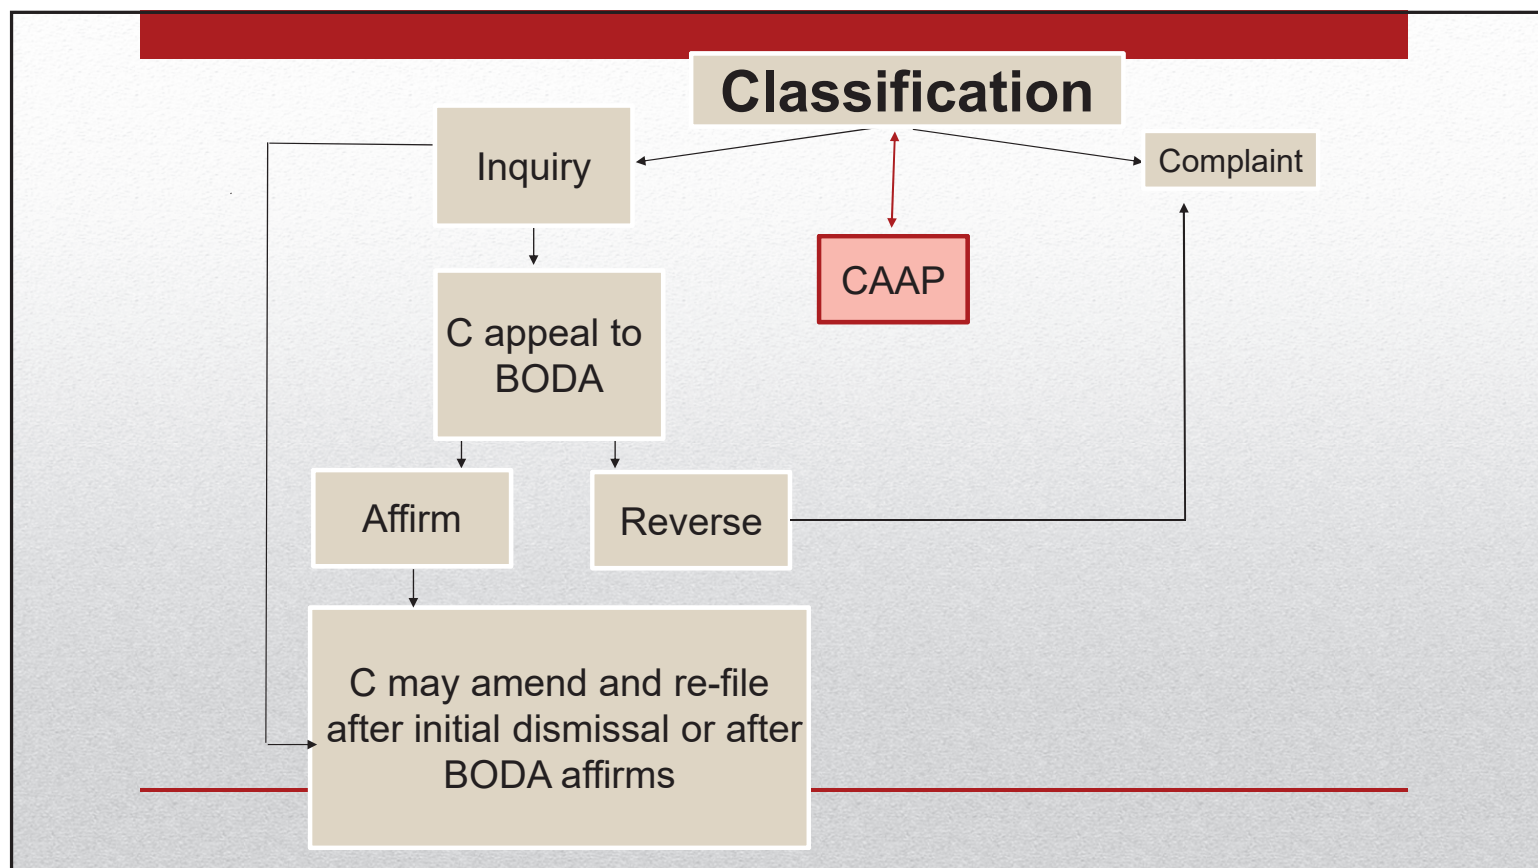 Classification
Inquiry
Complaint
CAAP
C appeal to
BODA
Affirm
Reverse
C may amend and re-file
after initial dismissal or after
BODA affirms